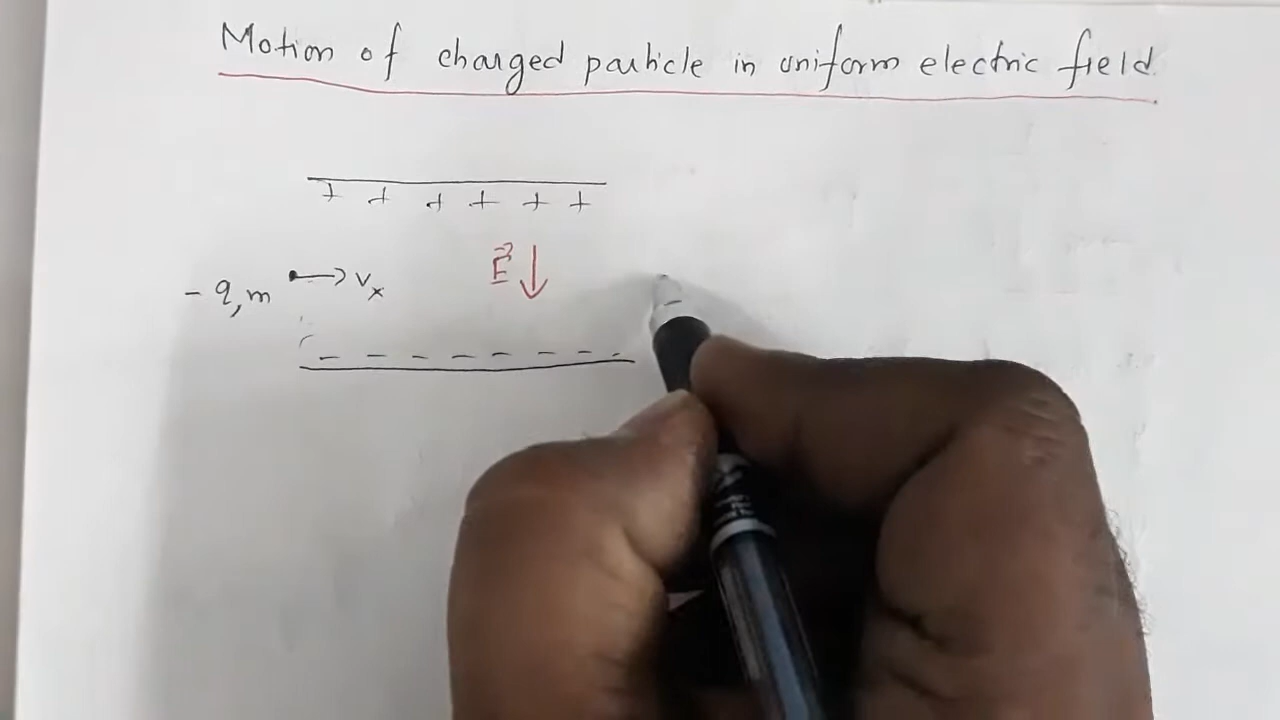 Motion of charged particle in uniform electric field.
+ + + + + +
E⃗ ↓
- q, m → vₓ
- - - - - - - -